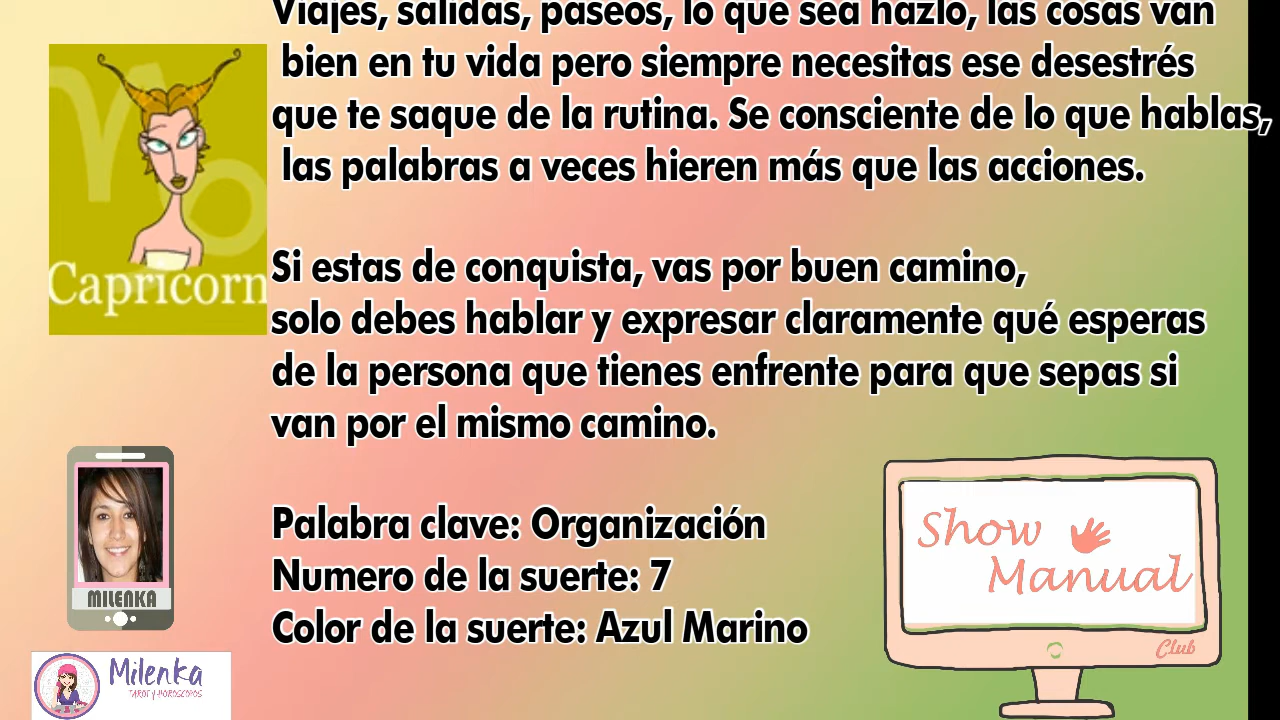 Viajes, salidas, paseos, lo que sea hazlo, las cosas van
bien en tu vida pero siempre necesitas ese desestrés
que te saque de la rutina. Se consciente de lo que hablas,
las palabras a veces hieren más que las acciones.
Si estas de conquista, vas por buen camino,
solo debes hablar y expresar claramente qué esperas
de la persona que tienes enfrente para que sepas si
van por el mismo camino.
Palabra clave: Organización
Numero de la suerte: 7
Color de la suerte: Azul Marino
Capricorn
MILENKA
Milenka
TAROT Y HOROSCOPOS
Show
Manual
Club